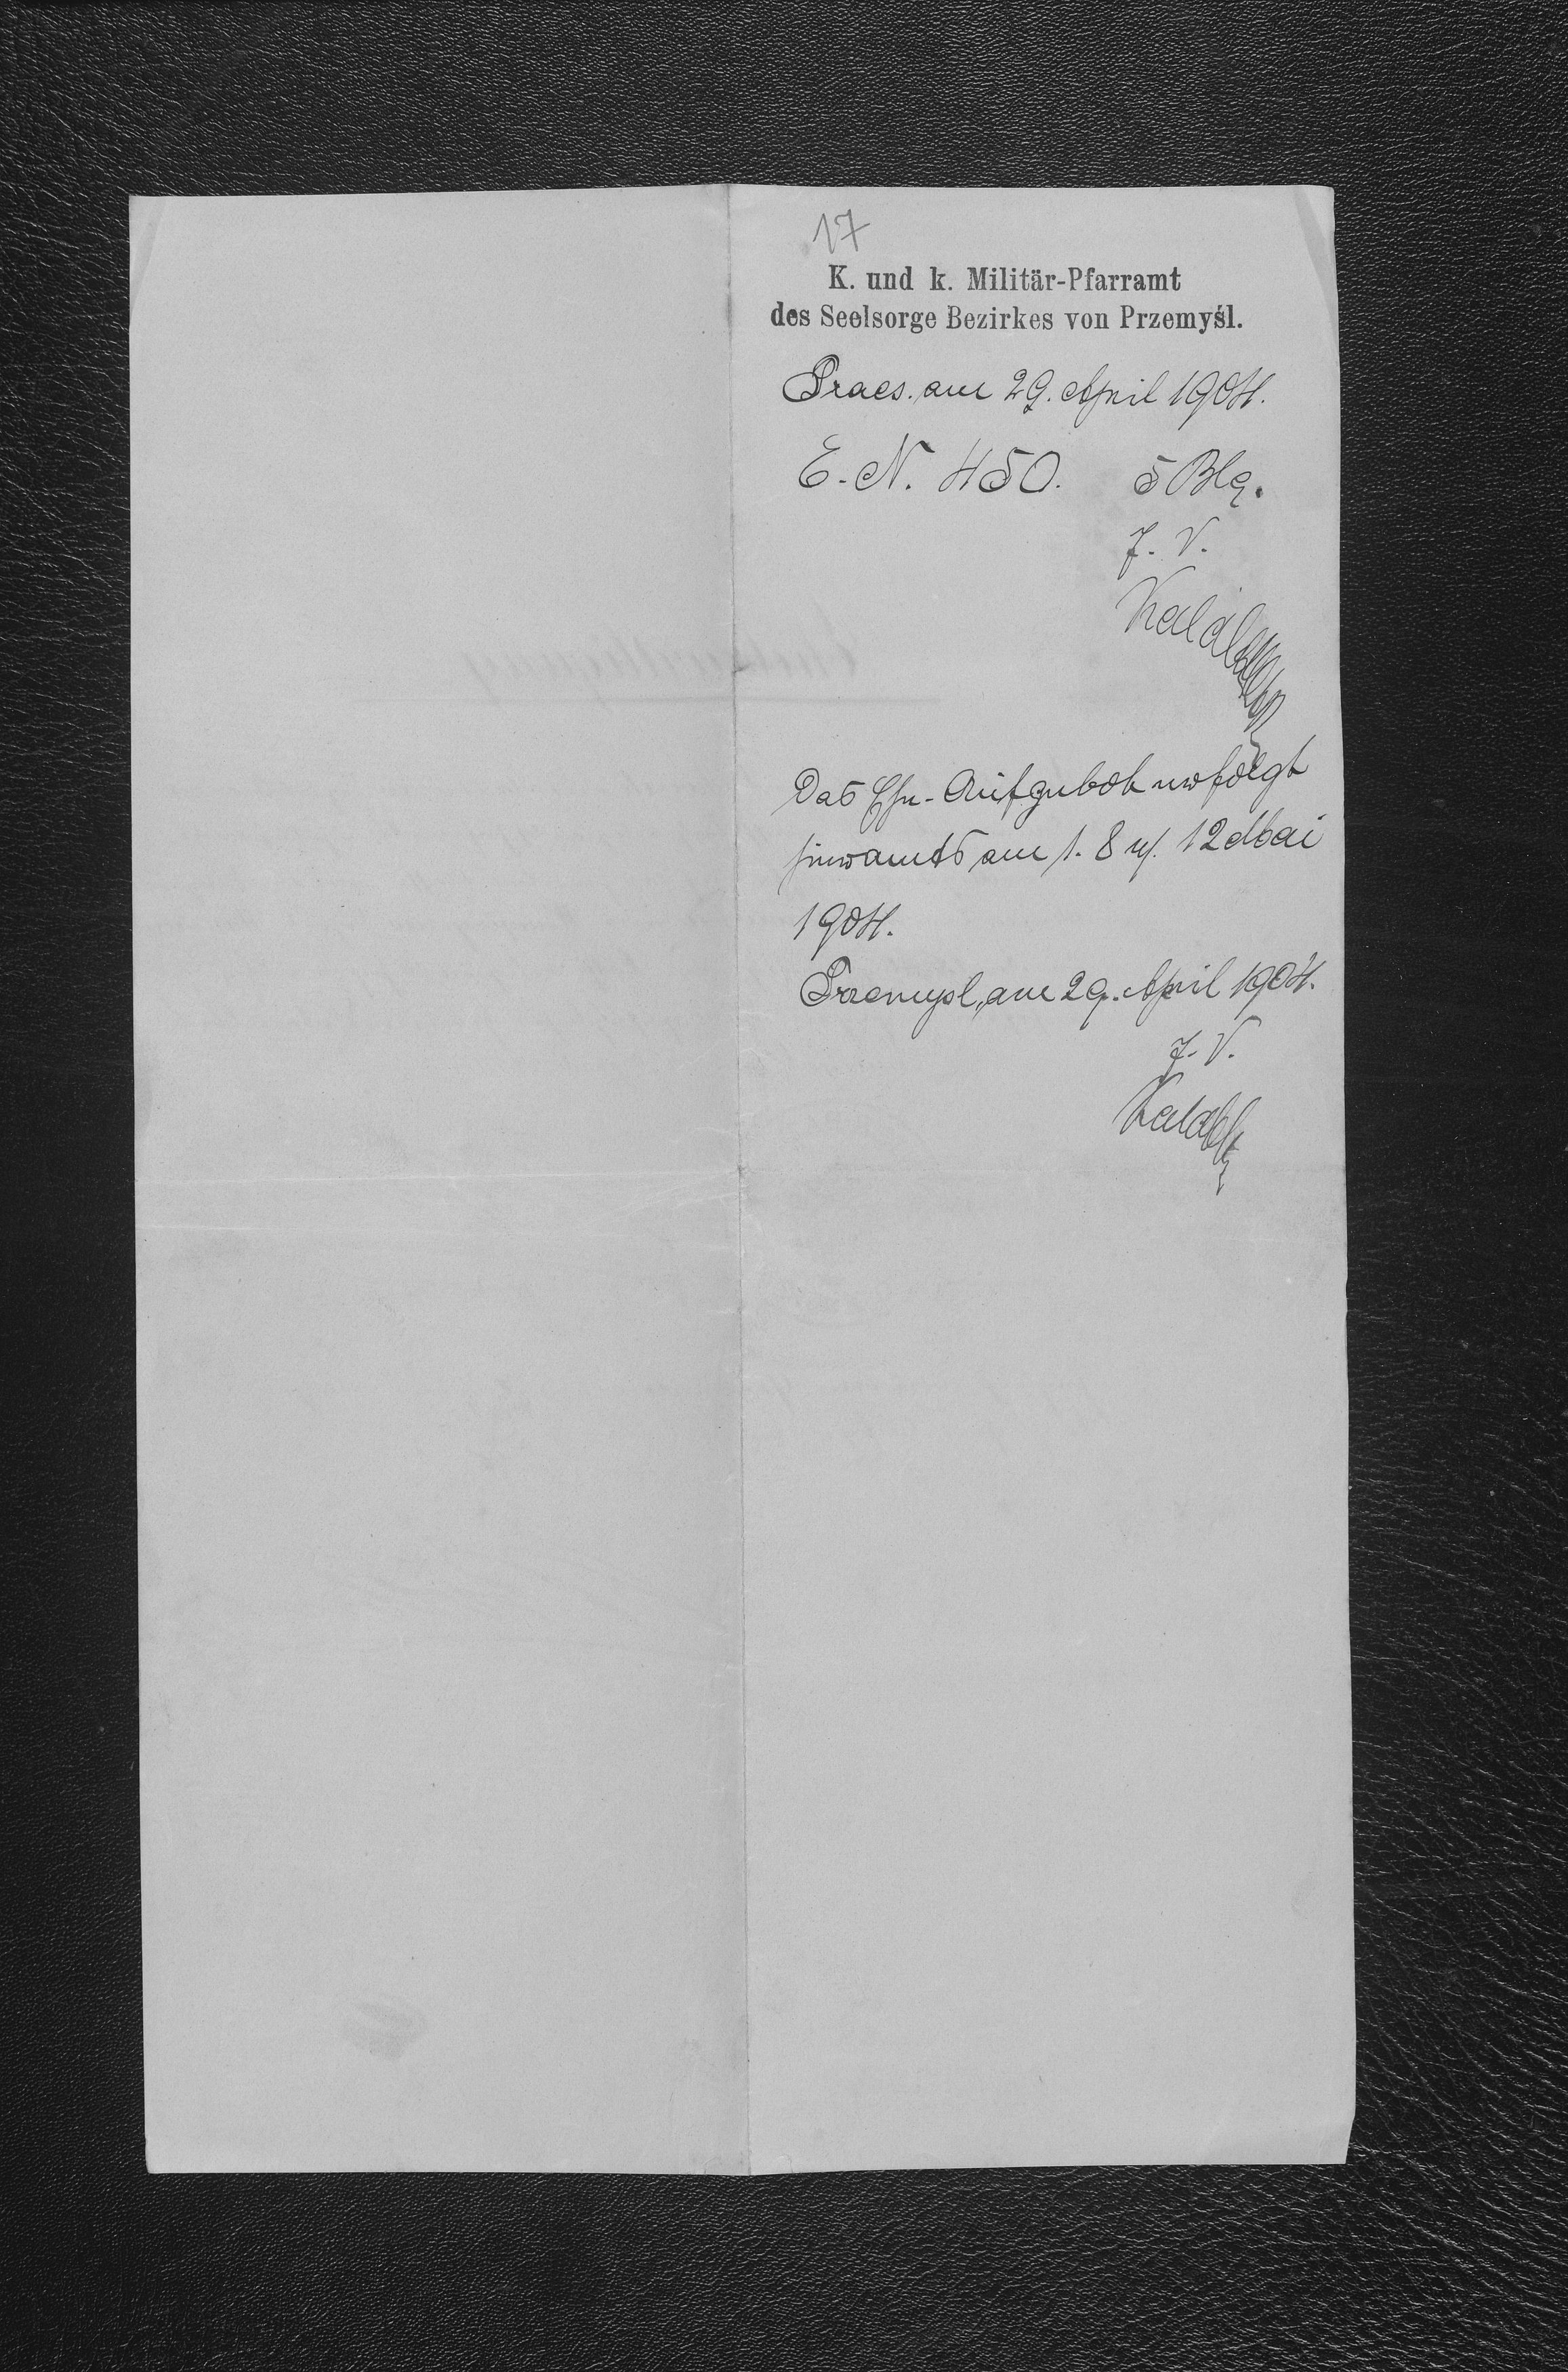 17
K. und k. Militär-Pfarramt
des Seelsorge Bezirkes von Przemyśl.
Praes. am 29. April 1904.
E. N. 450. 5 Blg.
J. V.
Das Ehe-Aufgebot erfolgt
hieramts am 1. 8 u. 12 Mai
1904.
Przemysl, am 29. April 1904.
J. V.